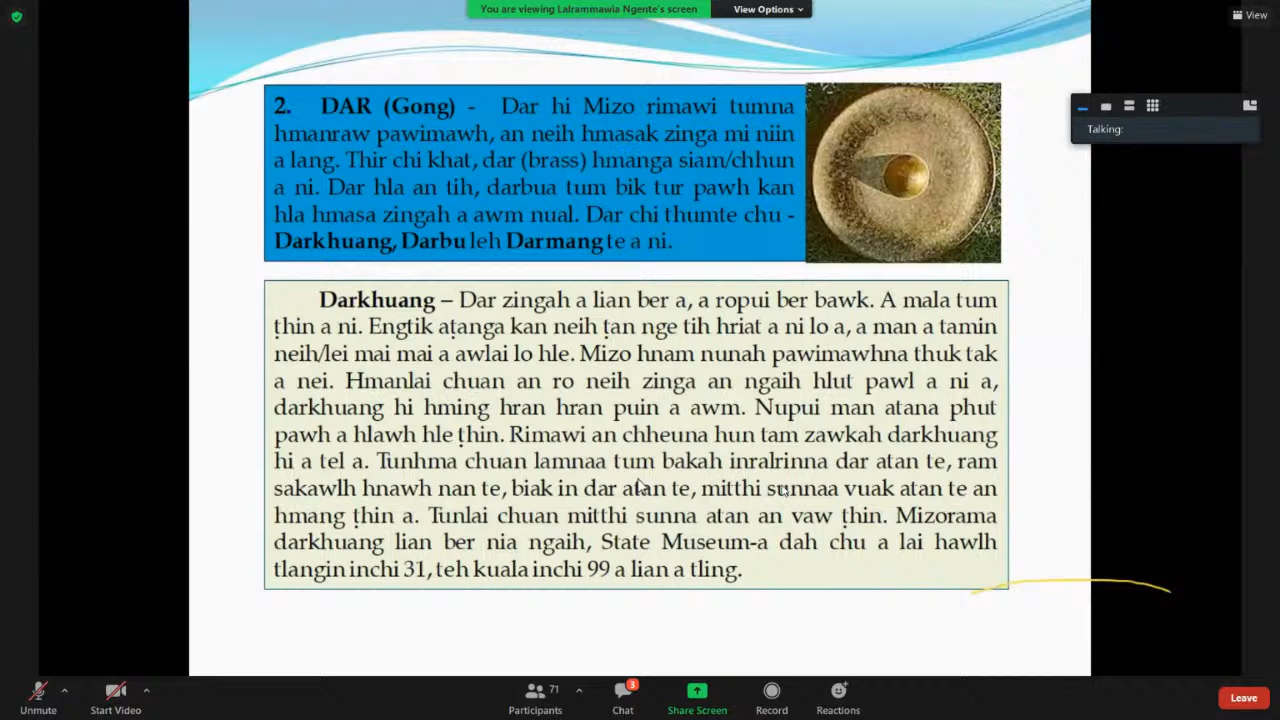 You are viewing Lalrammawia Ngente's screen
View Options
View
2. DAR (Gong) - Dar hi Mizo rimawi tumna
hmanraw pawimawh, an neih hmasak zinga mi niin
a lang. Thir chi khat, dar (brass) hmanga siam/chhun
a ni. Dar hla an tih, darbua tum bik tur pawh kan
hla hmasa zingah a awm nual. Dar chi thumte chu -
Darkhuang, Darbu leh Darmang te a ni.
Talking:
Darkhuang – Dar zingah a lian ber a, a ropui ber bawk. A mala tum
ṭhin a ni. Engtik aṭanga kan neih ṭan nge tih hriat a ni lo a, a man a tamin
neih/lei mai mai a awlai lo hle. Mizo hnam nunah pawimawhna thuk tak
a nei. Hmanlai chuan an ro neih zinga an ngaih hlut pawl a ni a,
darkhuang hi hming hran hran puin a awm. Nupui man atana phut
pawh a hlawh hle ṭhin. Rimawi an chheuna hun tam zawkah darkhuang
hi a tel a. Tunhma chuan lamnaa tum bakah inralrinna dar atan te, ram
sakawlh hnawh nan te, biak in dar atan te, mitthi sunnaa vuak atan te an
hmang ṭhin a. Tunlai chuan mitthi sunna atan an vaw ṭhin. Mizorama
darkhuang lian ber nia ngaih, State Museum-a dah chu a lai hawlh
tlangin inchi 31, teh kuala inchi 99 a lian a tling.
Unmute
Start Video
71
Participants
3
Chat
Share Screen
Record
Reactions
Leave